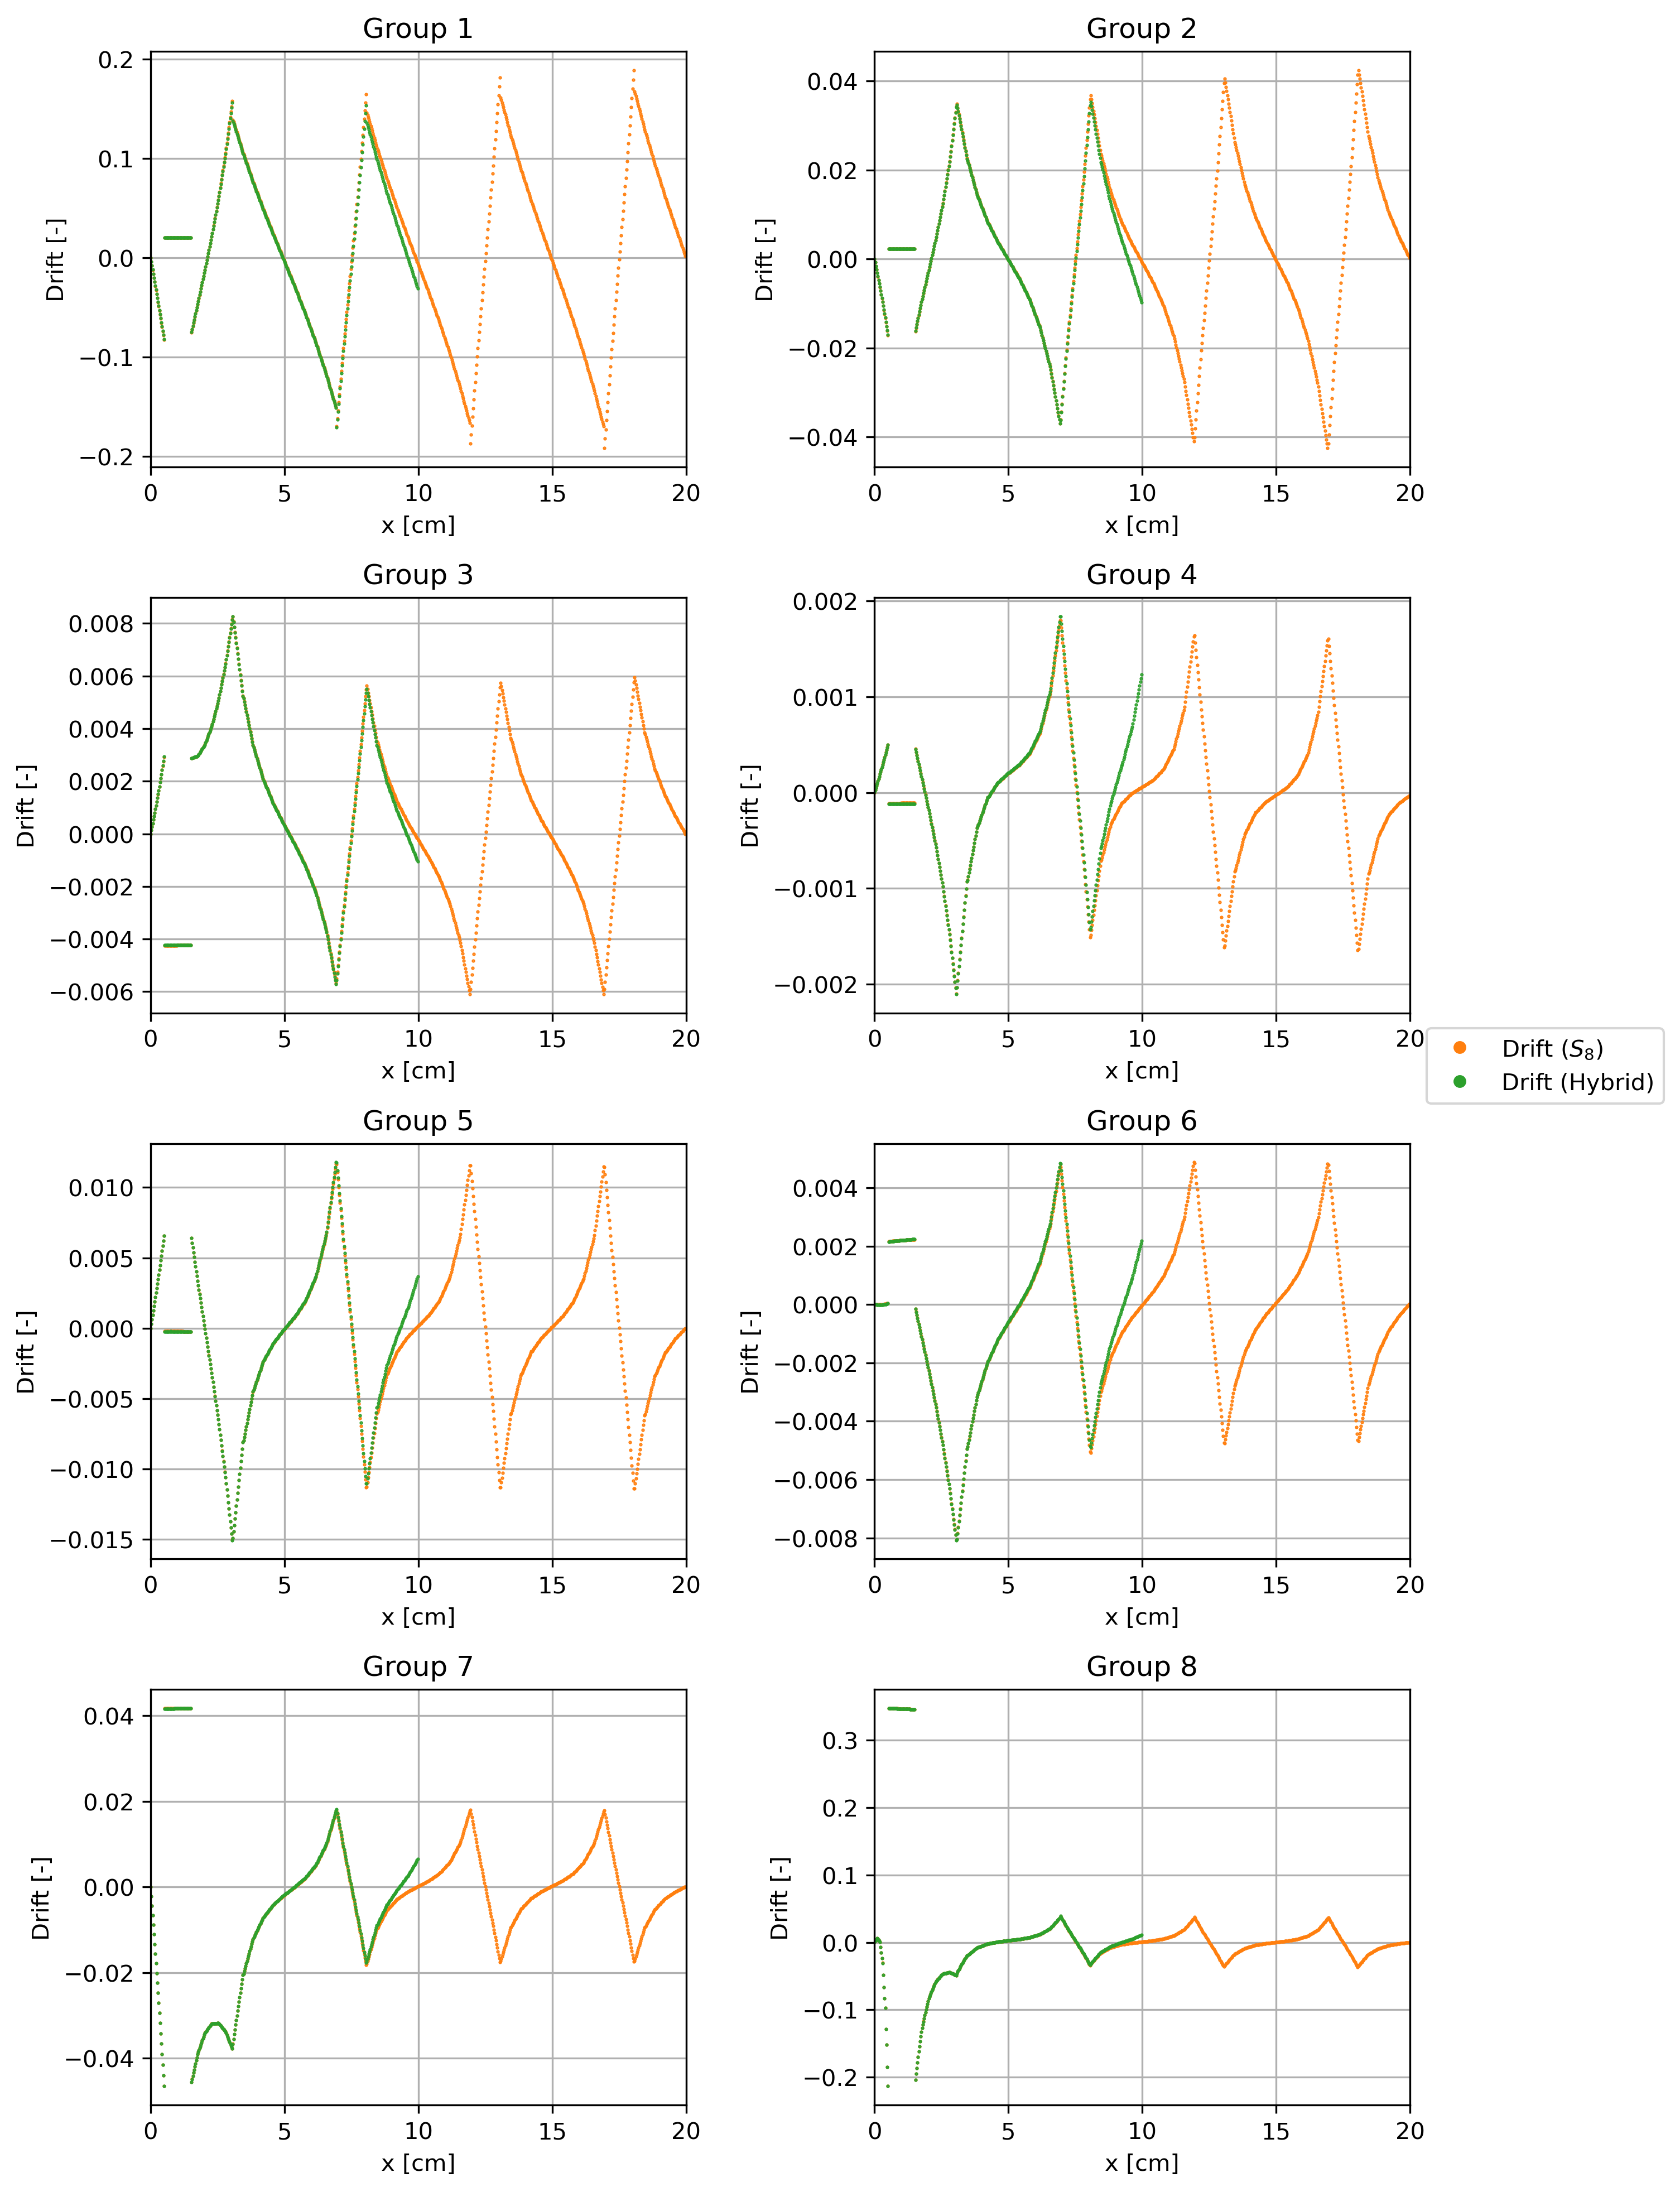 Group 1
0.2
0.1
0.0
−0.1
−0.2
Drift [-]
0 5 10 15 20
x [cm]
Group 2
0.04
0.02
0.00
−0.02
−0.04
Drift [-]
0 5 10 15 20
x [cm]
Group 3
0.008
0.006
0.004
0.002
0.000
−0.002
−0.004
−0.006
Drift [-]
0 5 10 15 20
x [cm]
Group 4
0.002
0.001
0.000
−0.001
−0.002
Drift [-]
0 5 10 15 20
x [cm]
Drift (S₈)
Drift (Hybrid)
Group 5
0.010
0.005
0.000
−0.005
−0.010
−0.015
Drift [-]
0 5 10 15 20
x [cm]
Group 6
0.004
0.002
0.000
−0.002
−0.004
−0.006
−0.008
Drift [-]
0 5 10 15 20
x [cm]
Group 7
0.04
0.02
0.00
−0.02
−0.04
Drift [-]
0 5 10 15 20
x [cm]
Group 8
0.3
0.2
0.1
0.0
−0.1
−0.2
Drift [-]
0 5 10 15 20
x [cm]